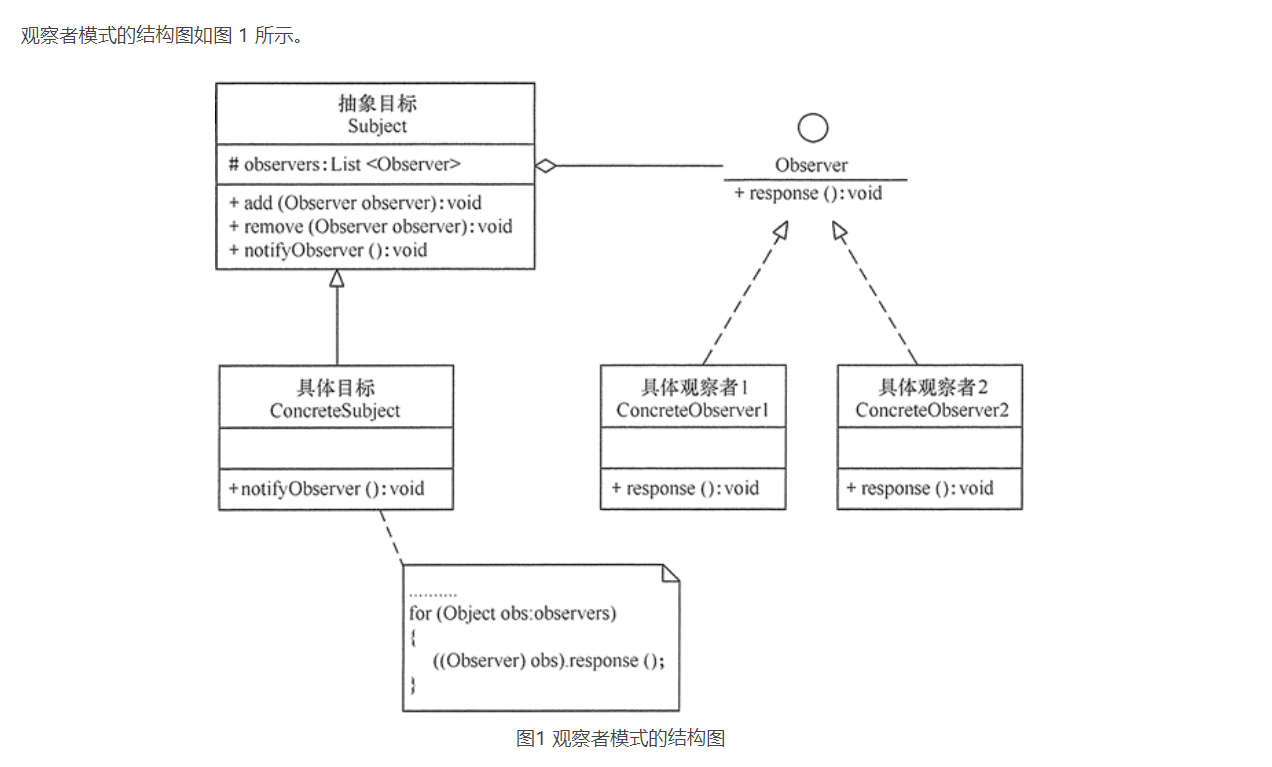 观察者模式的结构图如图 1 所示。
抽象目标
Subject
# observers:List <Observer>
+ add (Observer observer):void
+ remove (Observer observer):void
+ notifyObserver ():void
Observer
+ response ():void
具体目标
ConcreteSubject
+notifyObserver ():void
具体观察者1
ConcreteObserver1
+ response ():void
具体观察者2
ConcreteObserver2
+ response ():void
..........
for (Object obs:observers)
{
((Observer) obs).response ();
}
图1 观察者模式的结构图